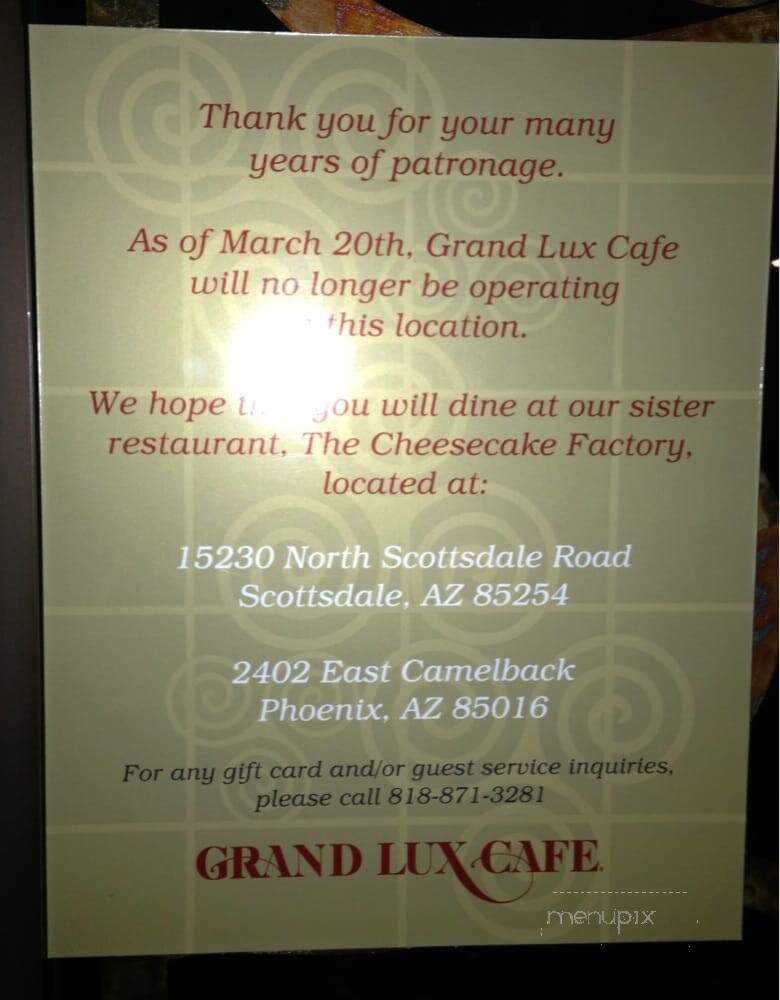 Thank you for your many
years of patronage.
As of March 20th, Grand Lux Cafe
will no longer be operating
this location.
We hope you will dine at our sister
restaurant, The Cheesecake Factory,
located at:
15230 North Scottsdale Road
Scottsdale, AZ 85254
2402 East Camelback
Phoenix, AZ 85016
For any gift card and/or guest service inquiries,
please call 818-871-3281
GRAND LUX CAFE.
menupix